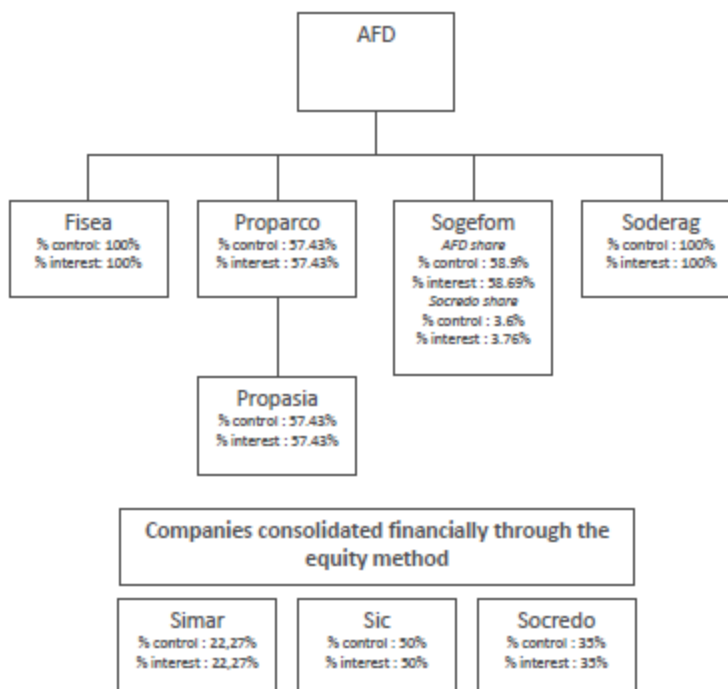 AFD
Fisea
% control: 100%
% interest: 100%
Proparco
% control : 57.43%
% interest : 57.43%
Sogefom
AFD share
% control : 58.9%
% interest : 58.69%
Socredo share
% control : 3.6%
% interest : 3.76%
Soderag
% control : 100%
% interest : 100%
Propasia
% control : 57.43%
% interest : 57.43%
Companies consolidated financially through the
equity method
Simar
% control : 22,27%
% interest : 22,27%
Sic
% control : 50%
% interest : 50%
Socredo
% control : 35%
% interest : 35%